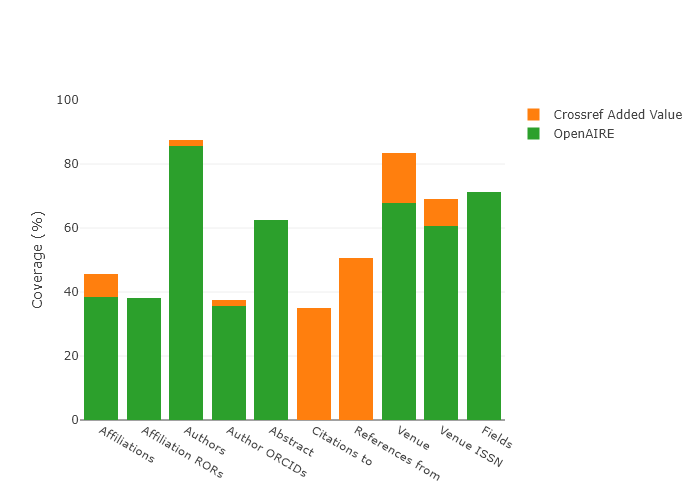 100
80
60
40
20
0
Coverage (%)
Affiliations
Affiliation RORs
Authors
Author ORCIDs
Abstract
Citations to
References from
Venue
Venue ISSN
Fields
Crossref Added Value
OpenAIRE